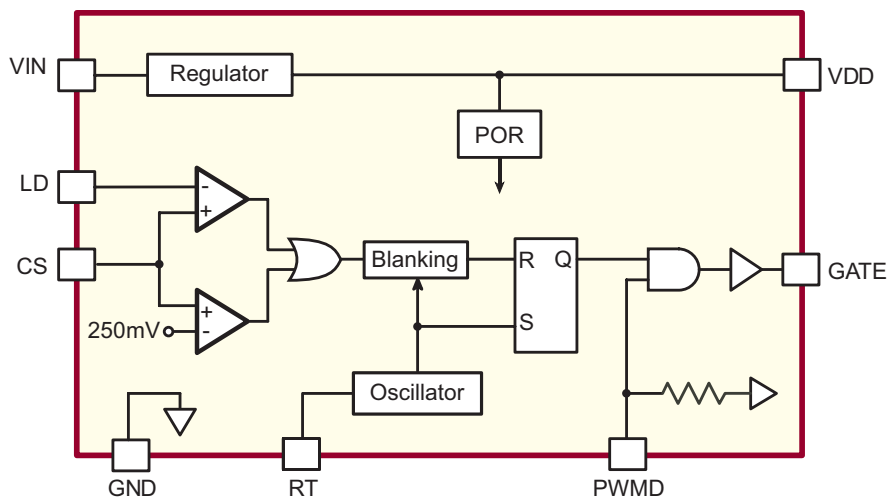 VIN
Regulator
VDD
POR
LD
-
+
CS
Blanking
R
Q
GATE
+
250mV
-
S
Oscillator
GND
RT
PWMD